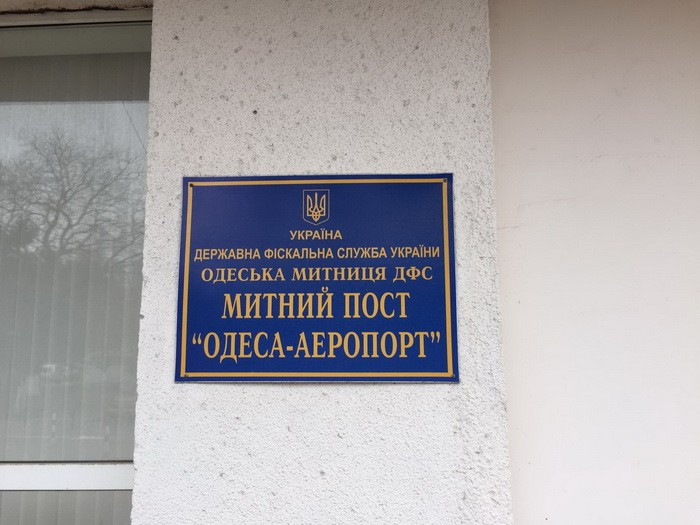 УКРАЇНА
ДЕРЖАВНА ФІСКАЛЬНА СЛУЖБА УКРАЇНИ
ОДЕСЬКА МИТНИЦЯ ДФС
МИТНИЙ ПОСТ
“ОДЕСА-АЕРОПОРТ”